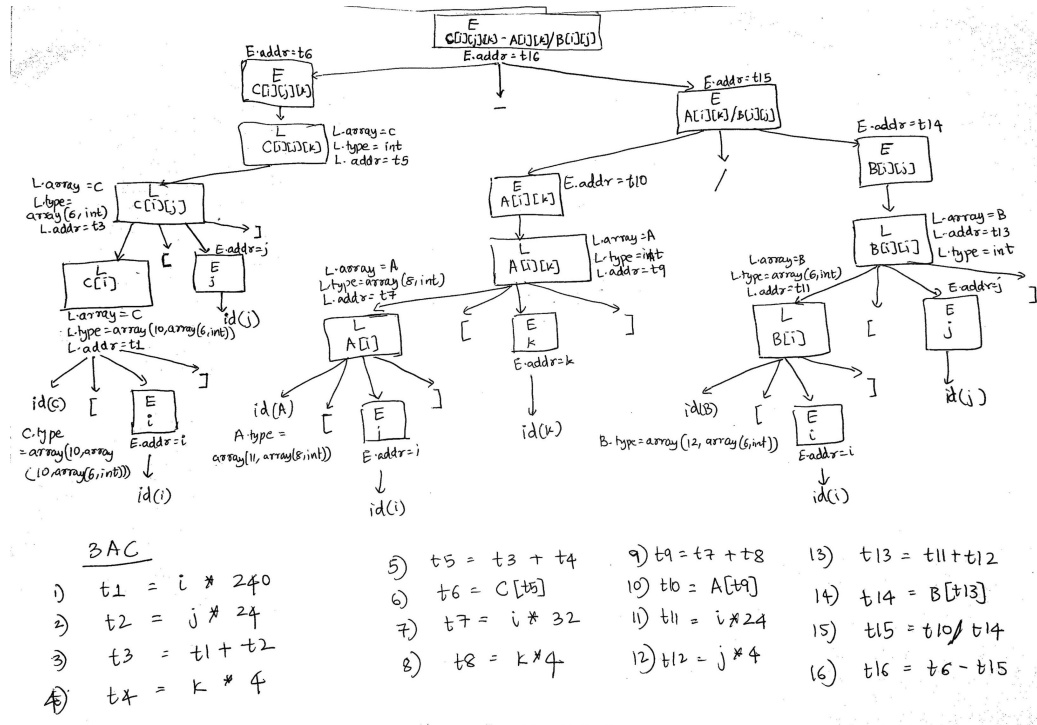 E
C[i][j][k] - A[i][k]/B[i][j]
E.addr = t16
E.addr = t6
E
C[i][j][k]
-
E.addr = t15
E
A[i][k]/B[i][j]
L
C[i][j][k]
L.array = C
L.type = int
L.addr = t5
E.addr = t14
E
B[i][j]
/
E
A[i][k]
E.addr = t10
L.array = C
L.type =
array(6, int)
L.addr = t3
L
C[i][j]
L
A[i][k]
L.array = A
L.type = int
L.addr = t9
L
B[i][j]
L.array = B
L.addr = t13
L.type = int
L
C[i]
[
E.addr = j
E
j
]
id(j)
L.array = C
L.type = array(10, array(6, int))
L.addr = t1
L.array = A
L.type = array(8, int)
L.addr = t7
L
A[i]
[
E
k
]
E.addr = k
id(k)
L.array = B
L.type = array(6, int)
L.addr = t11
L
B[i]
[
E.addr = j
E
j
]
id(j)
id(C)
[
E
i
]
C.type
= array(10, array
(10, array(6, int)))
E.addr = i
id(i)
id(A)
[
E
i
]
A.type =
array(11, array(8, int))
E.addr = i
id(i)
id(B)
[
E
i
]
B.type = array(12, array(6, int))
E.addr = i
id(i)
3AC
1) t1 = i * 240
2) t2 = j * 24
3) t3 = t1 + t2
4) t4 = k * 4
5) t5 = t3 + t4
6) t6 = C[t5]
7) t7 = i * 32
8) t8 = k * 4
9) t9 = t7 + t8
10) t10 = A[t9]
11) t11 = i * 24
12) t12 = j * 4
13) t13 = t11 + t12
14) t14 = B[t13]
15) t15 = t10 / t14
16) t16 = t6 - t15